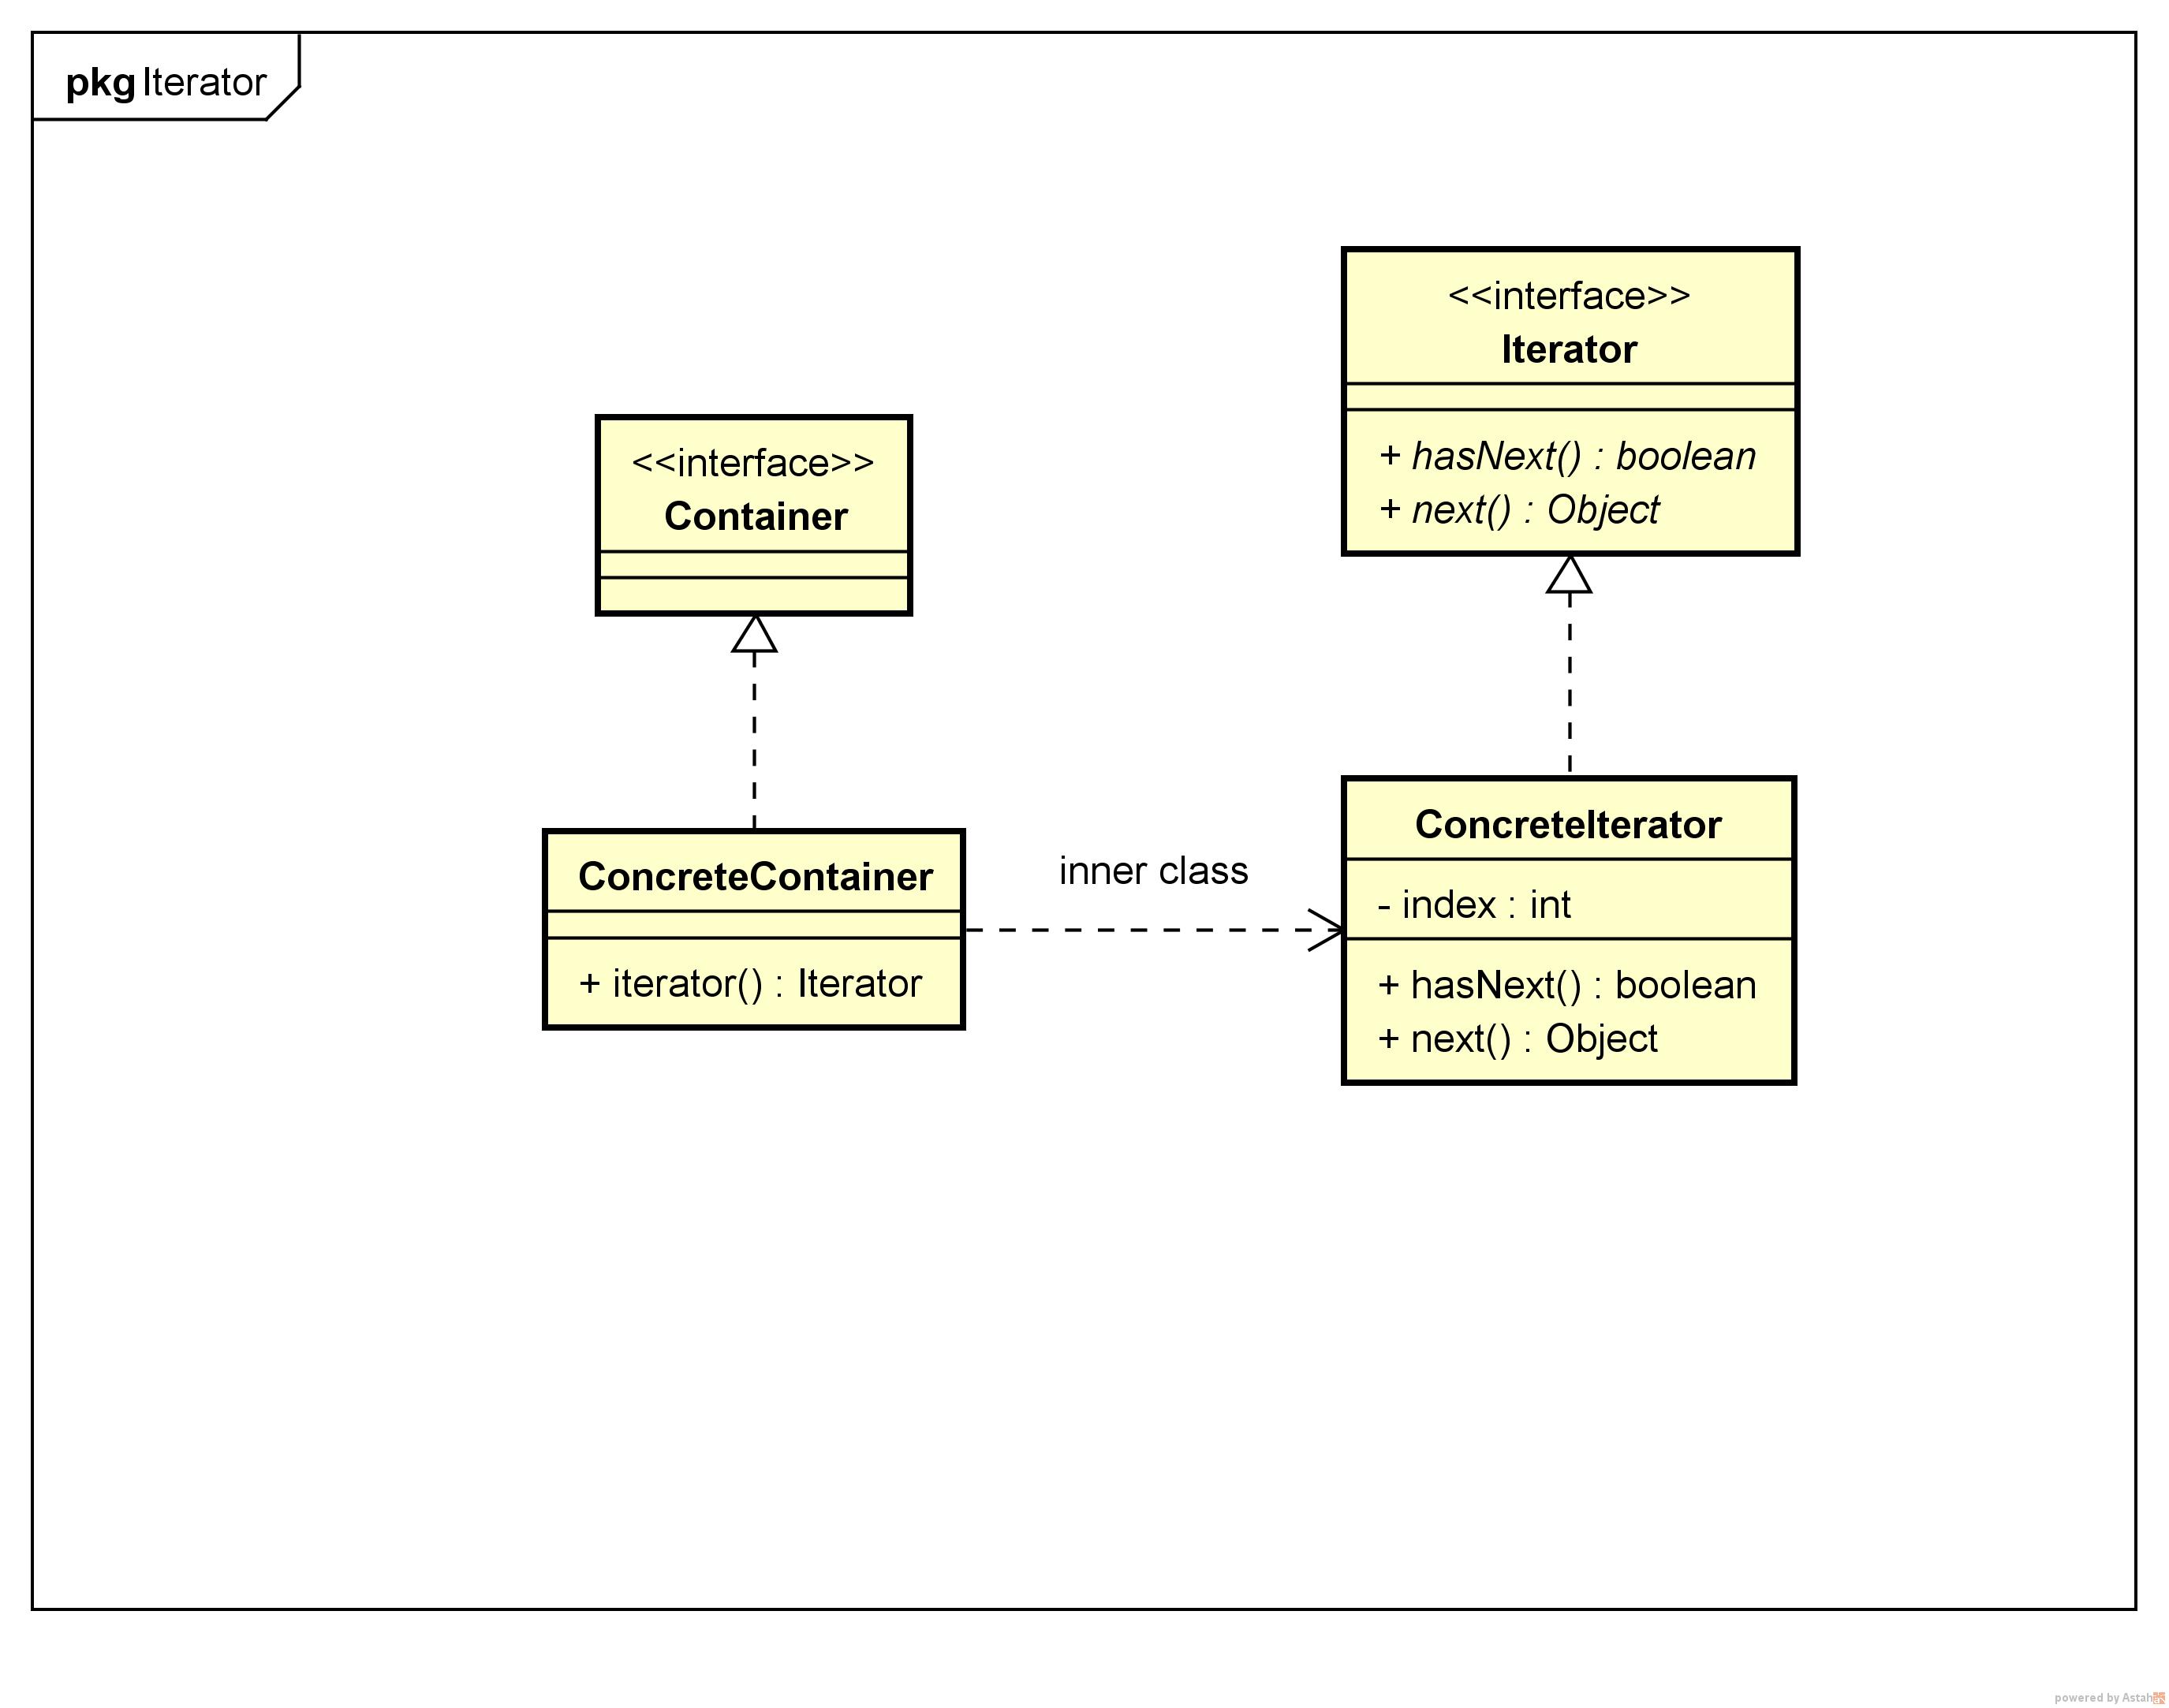 pkg Iterator
<<interface>>
Iterator
+ hasNext() : boolean
+ next() : Object
<<interface>>
Container
ConcreteContainer
+ iterator() : Iterator
inner class
ConcreteIterator
- index : int
+ hasNext() : boolean
+ next() : Object
powered by Astah